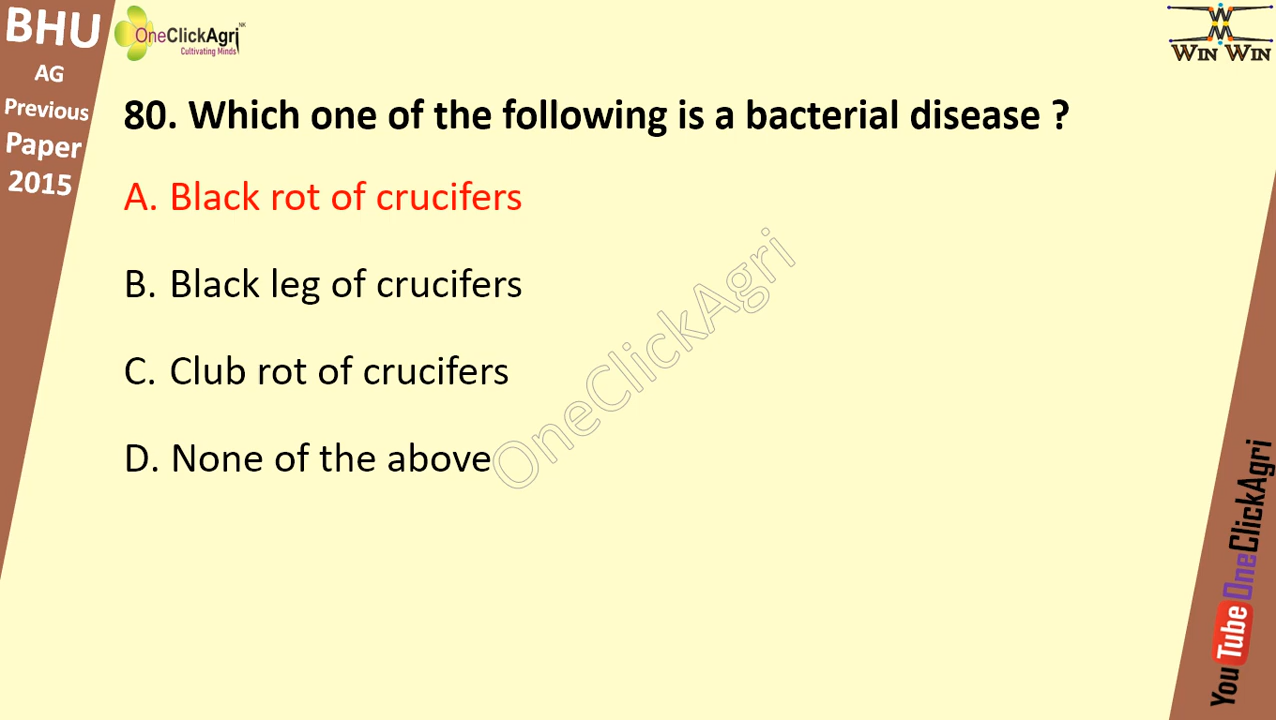 BHU
AG
Previous
Paper
2015
OneClickAgri
NK
Cultivating Minds
WIN WIN
80. Which one of the following is a bacterial disease ?
A. Black rot of crucifers
B. Black leg of crucifers
C. Club rot of crucifers
D. None of the above
OneClickAgri
YouTube OneClickAgri